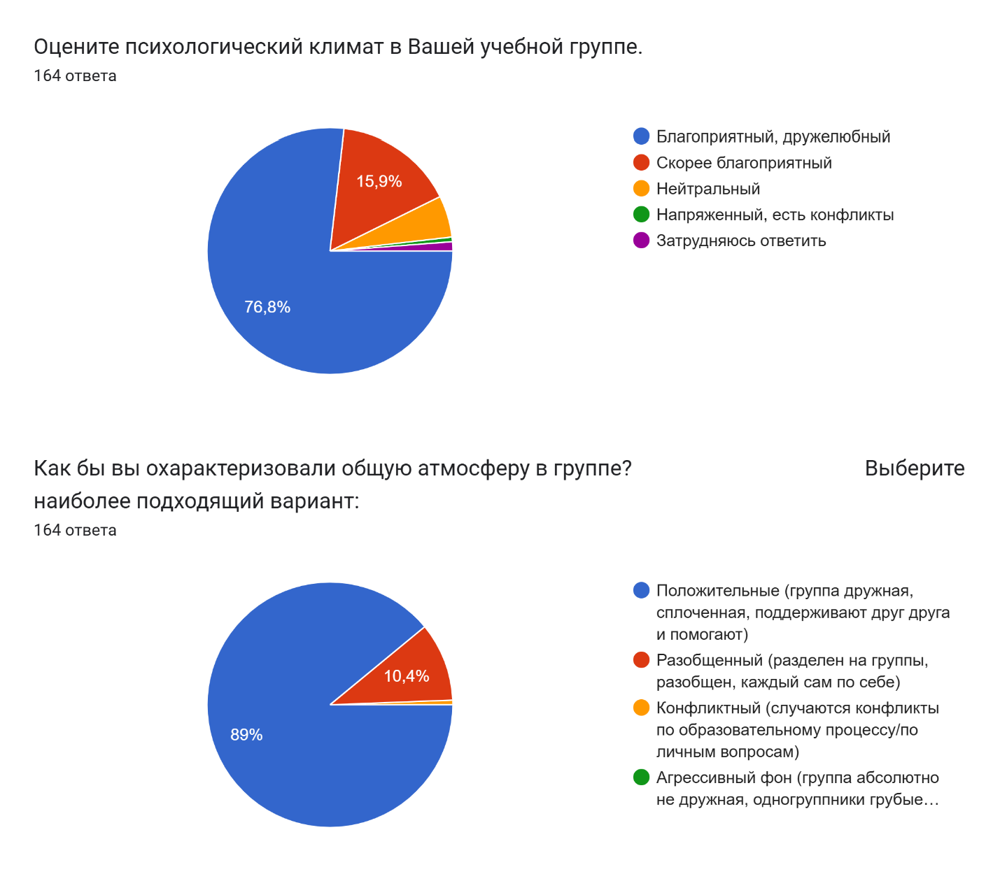 Оцените психологический климат в Вашей учебной группе.
164 ответа
Благоприятный, дружелюбный
Скорее благоприятный
Нейтральный
Напряженный, есть конфликты
Затрудняюсь ответить
15,9%
76,8%
Как бы вы охарактеризовали общую атмосферу в группе? Выберите
наиболее подходящий вариант:
164 ответа
Положительные (группа дружная,
сплоченная, поддерживают друг друга
и помогают)
Разобщенный (разделен на группы,
разобщен, каждый сам по себе)
Конфликтный (случаются конфликты
по образовательному процессу/по
личным вопросам)
Агрессивный фон (группа абсолютно
не дружная, одногруппники грубые…
10,4%
89%